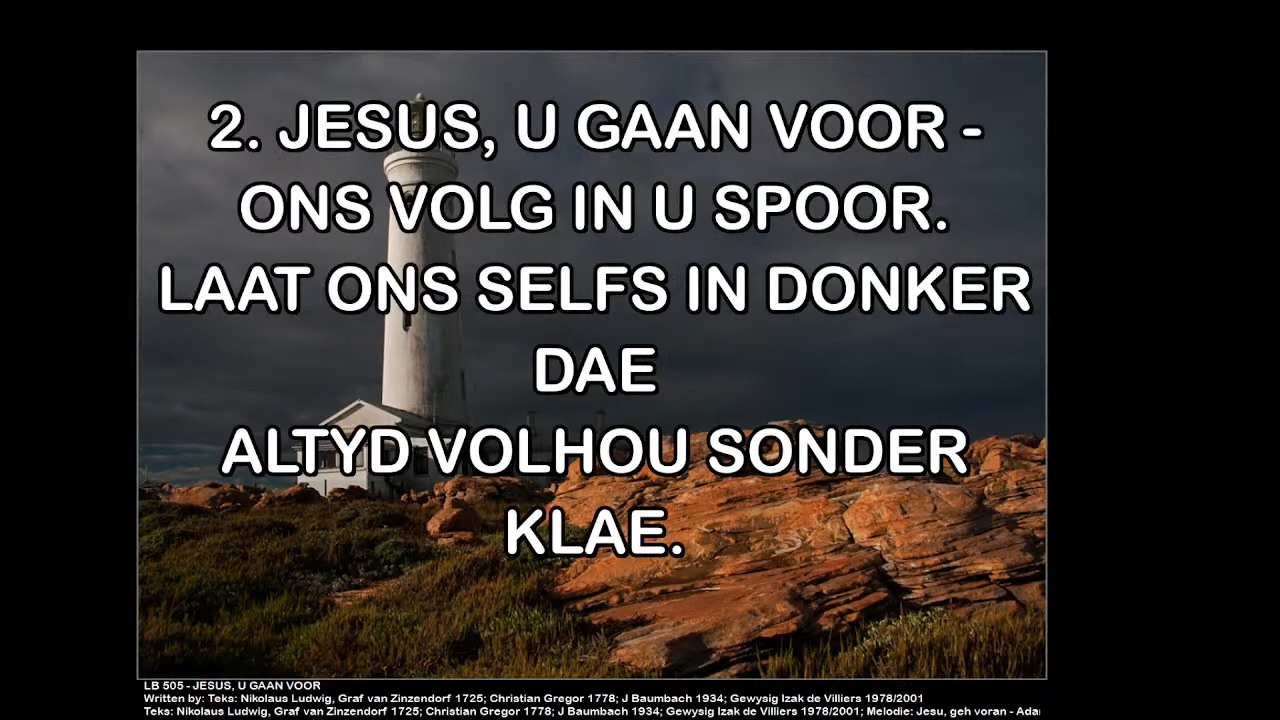 2. JESUS, U GAAN VOOR -
ONS VOLG IN U SPOOR.
LAAT ONS SELFS IN DONKER
DAE
ALTYD VOLHOU SONDER
KLAE.
LB 505 - JESUS, U GAAN VOOR
Written by: Teks: Nikolaus Ludwig, Graf van Zinzendorf 1725; Christian Gregor 1778; J Baumbach 1934; Gewysig Izak de Villiers 1978/2001
Teks: Nikolaus Ludwig, Graf van Zinzendorf 1725; Christian Gregor 1778; J Baumbach 1934; Gewysig Izak de Villiers 1978/2001; Melodie: Jesu, geh voran -